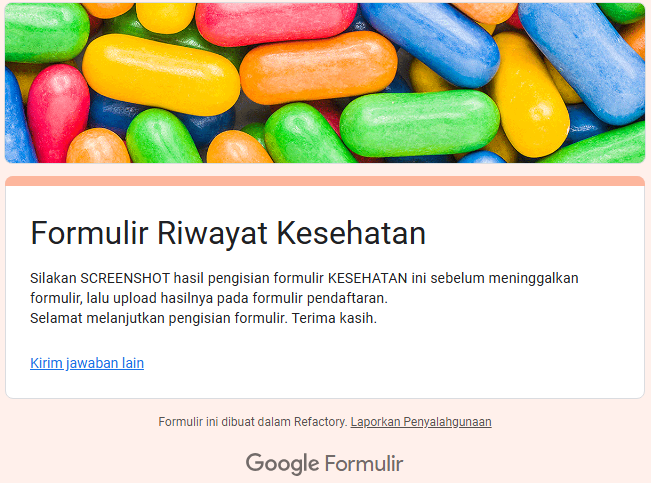 Formulir Riwayat Kesehatan
Silakan SCREENSHOT hasil pengisian formulir KESEHATAN ini sebelum meninggalkan
formulir, lalu upload hasilnya pada formulir pendaftaran.
Selamat melanjutkan pengisian formulir. Terima kasih.
Kirim jawaban lain
Formulir ini dibuat dalam Refactory. Laporkan Penyalahgunaan
Google Formulir